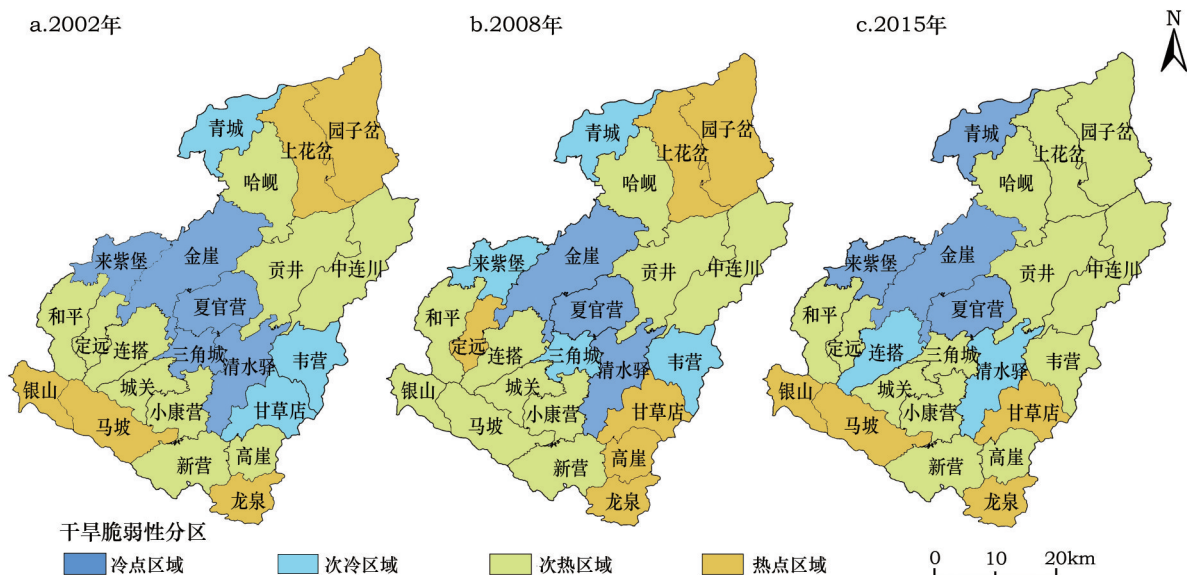 a.2002年
b.2008年
c.2015年
N
青城
园子岔
上花岔
哈岘
来紫堡
金崖
贡井
中连川
夏官营
和平
定远
连搭
三角城
清水驿
韦营
银山
城关
马坡
小康营
甘草店
新营
高崖
龙泉
青城
园子岔
上花岔
哈岘
来紫堡
金崖
贡井
中连川
夏官营
和平
定远
连搭
三角城
清水驿
韦营
银山
城关
马坡
小康营
甘草店
新营
高崖
龙泉
青城
园子岔
上花岔
哈岘
来紫堡
金崖
贡井
中连川
夏官营
和平
定远
连搭
三角城
清水驿
韦营
银山
城关
马坡
小康营
甘草店
新营
高崖
龙泉
干旱脆弱性分区
冷点区域
次冷区域
次热区域
热点区域
0 10 20km